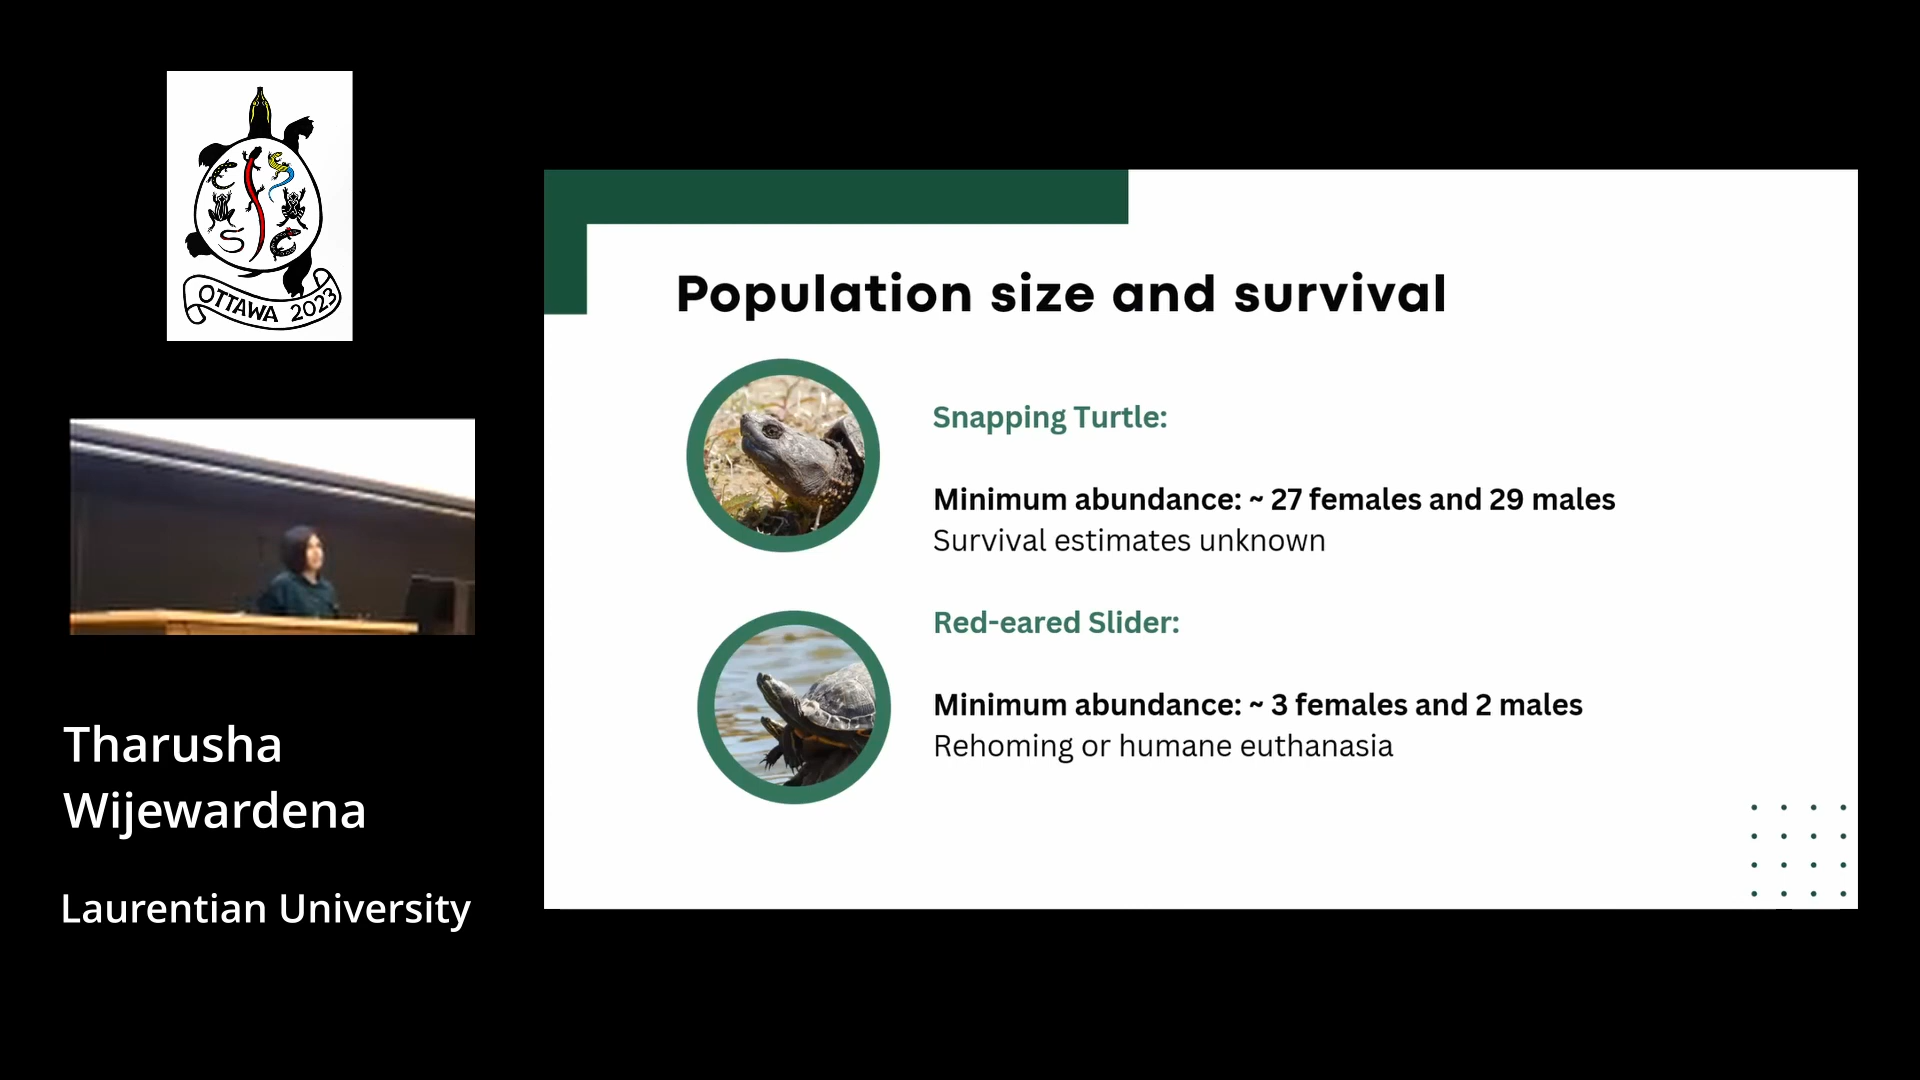 OTTAWA 2023
Tharusha
Wijewardena
Laurentian University
Population size and survival
Snapping Turtle:
Minimum abundance: ~ 27 females and 29 males
Survival estimates unknown
Red-eared Slider:
Minimum abundance: ~ 3 females and 2 males
Rehoming or humane euthanasia